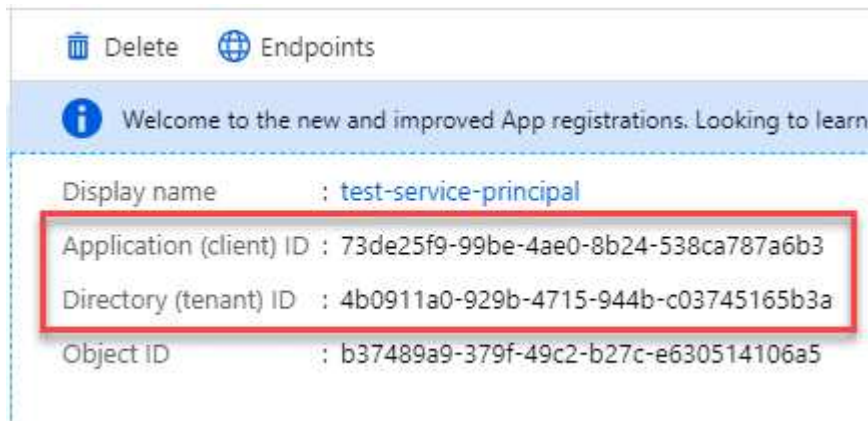 Delete Endpoints
Welcome to the new and improved App registrations. Looking to learn
Display name : test-service-principal
Application (client) ID : 73de25f9-99be-4ae0-8b24-538ca787a6b3
Directory (tenant) ID : 4b0911a0-929b-4715-944b-c03745165b3a
Object ID : b37489a9-379f-49c2-b27c-e630514106a5